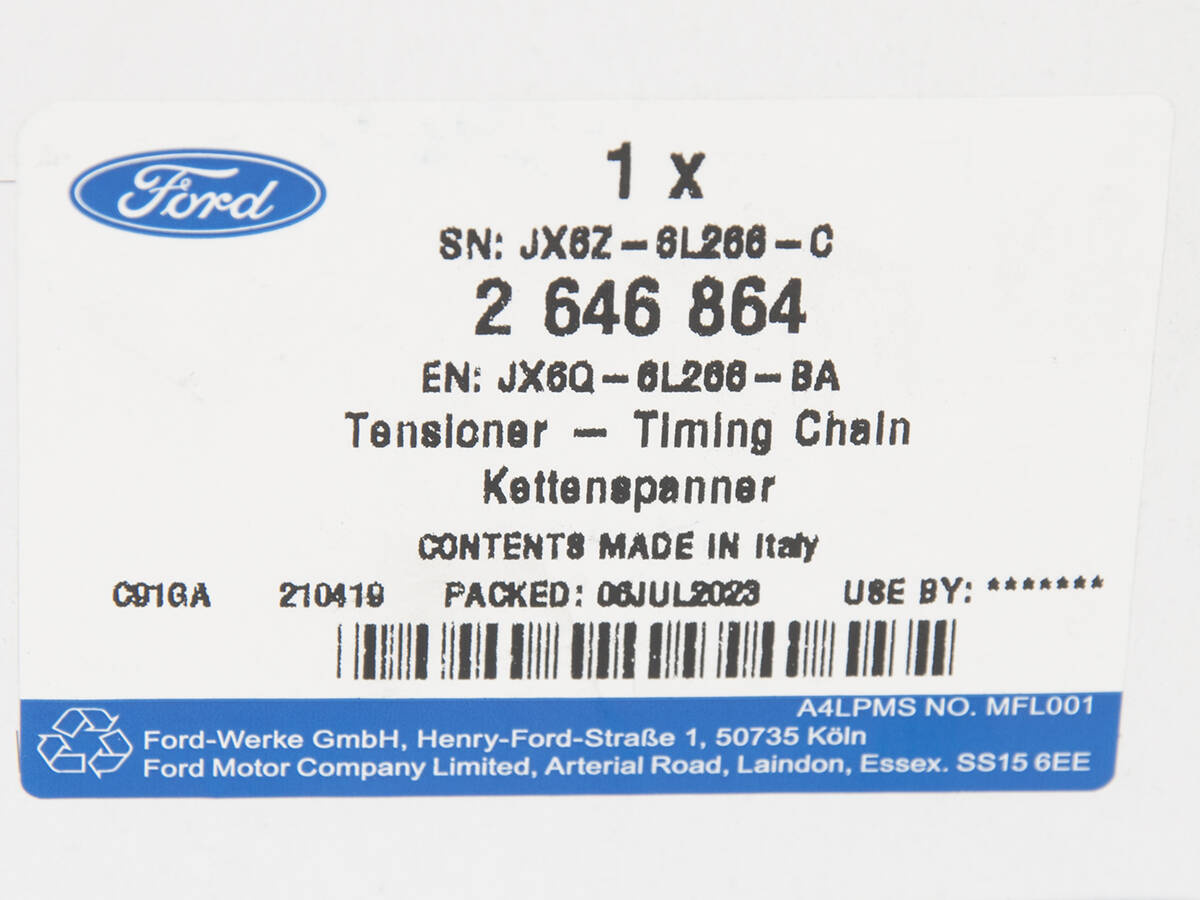 Ford
1 x
SN: JX6Z-6L266-C
2 646 864
EN: JX6Q-6L266-BA
Tensioner - Timing Chain
Kettenspanner
CONTENTS MADE IN Italy
C91GA 210419 PACKED: 06JUL2023 USE BY: *******
A4LPMS NO. MFL001
Ford-Werke GmbH, Henry-Ford-Straße 1, 50735 Köln
Ford Motor Company Limited, Arterial Road, Laindon, Essex. SS15 6EE